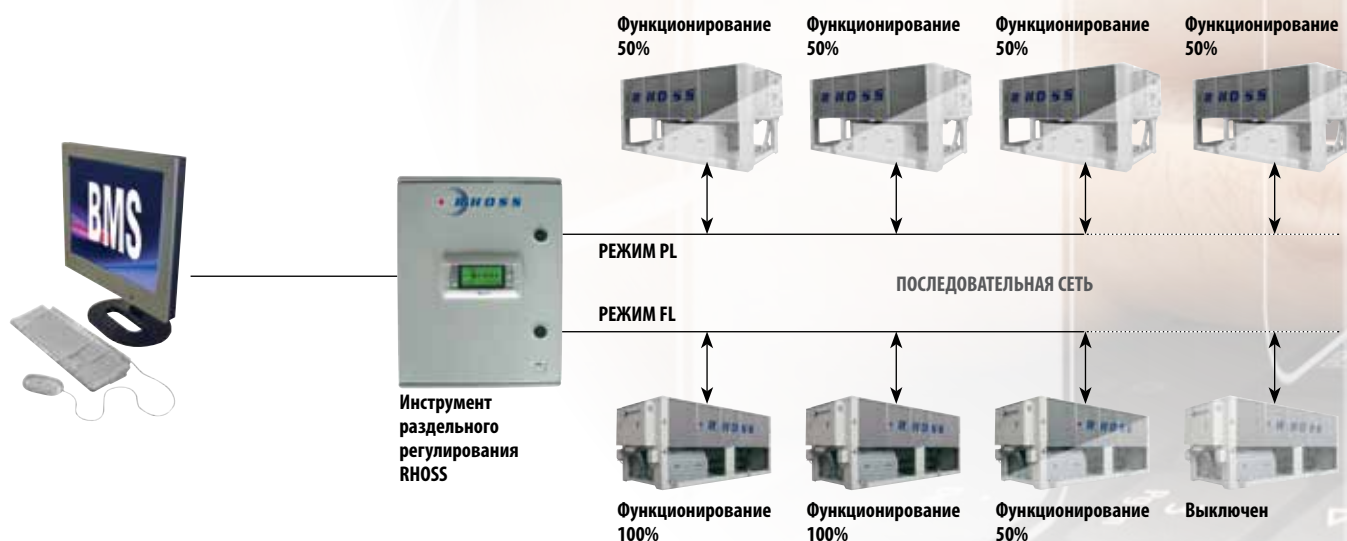 Функционирование
50%
Функционирование
50%
Функционирование
50%
Функционирование
50%
RHOSS
RHOSS
RHOSS
RHOSS
BMS
RHOSS
РЕЖИМ PL
ПОСЛЕДОВАТЕЛЬНАЯ СЕТЬ
РЕЖИМ FL
Инструмент
раздельного
регулирования
RHOSS
RHOSS
RHOSS
RHOSS
RHOSS
Функционирование
100%
Функционирование
100%
Функционирование
50%
Выключен